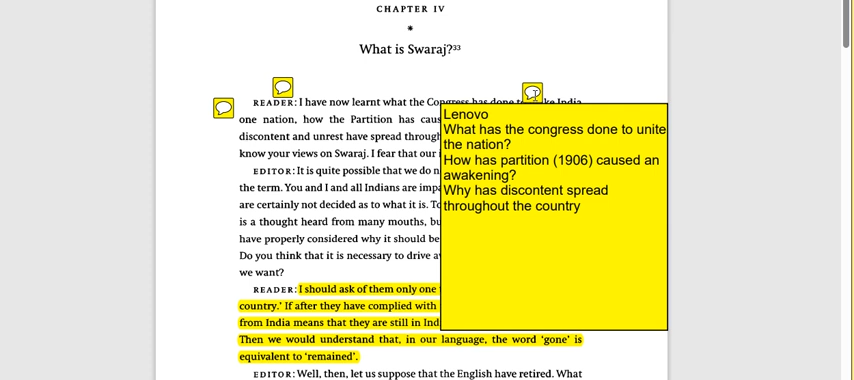 CHAPTER IV
*
What is Swaraj?³³
READER: I have now learnt what the Congress has done to ke India
one nation, how the Partition has caus
discontent and unrest have spread through
know your views on Swaraj. I fear that our
EDITOR: It is quite possible that we do n
the term. You and I and all Indians are impa
are certainly not decided as to what it is. To
is a thought heard from many mouths, bu
have properly considered why it should be
Do you think that it is necessary to drive a
we want?
READER: I should ask of them only one
country.' If after they have complied with
from India means that they are still in Ind
Then we would understand that, in our language, the word 'gone' is
equivalent to 'remained'.
EDITOR: Well, then, let us suppose that the English have retired. What
Lenovo
What has the congress done to unite
the nation?
How has partition (1906) caused an
awakening?
Why has discontent spread
throughout the country